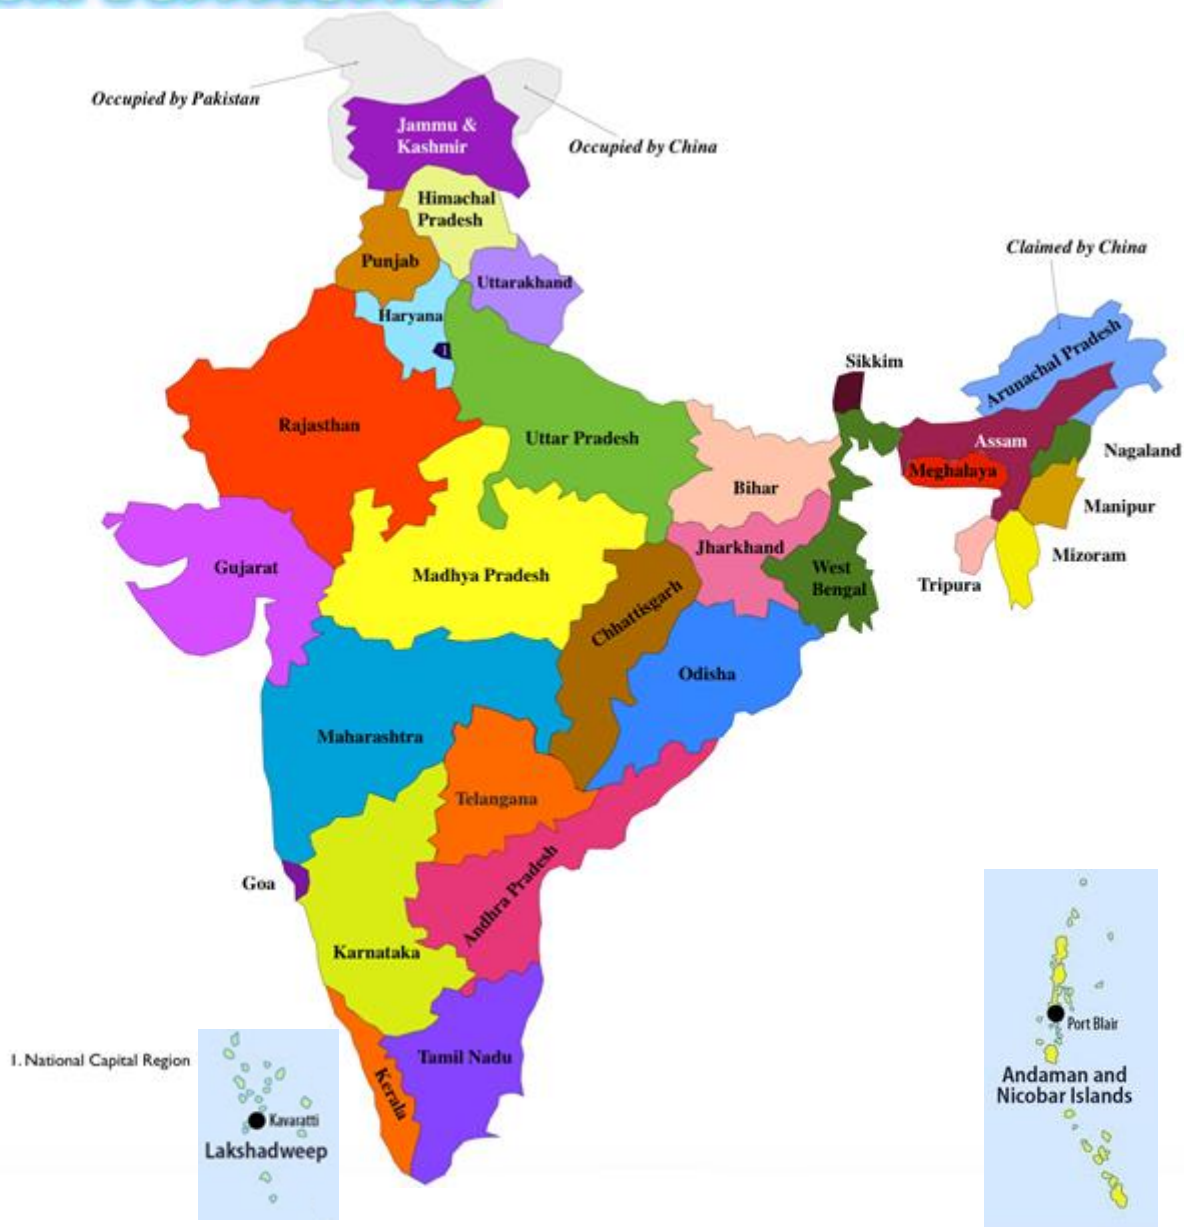 Occupied by Pakistan
Jammu &
Kashmir
Occupied by China
Himachal
Pradesh
Claimed by China
Punjab
Uttarakhand
Haryana
1
Arunachal Pradesh
Sikkim
Rajasthan
Uttar Pradesh
Assam
Nagaland
Meghalaya
Bihar
Manipur
Jharkhand
Mizoram
Gujarat
Madhya Pradesh
West
Bengal
Tripura
Chhattisgarh
Odisha
Maharashtra
Telangana
Goa
Andhra Pradesh
Karnataka
Port Blair
1. National Capital Region
Tamil Nadu
Kerala
Andaman and
Nicobar Islands
Kavaratti
Lakshadweep